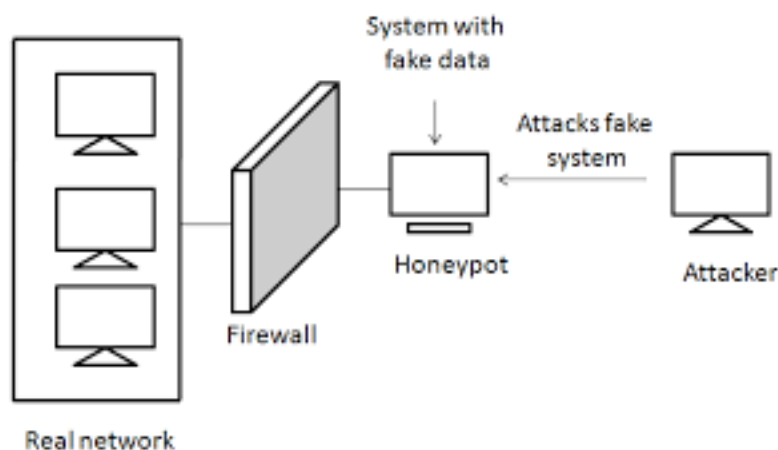 System with
fake data
Attacks fake
system
Honeypot
Attacker
Firewall
Real network